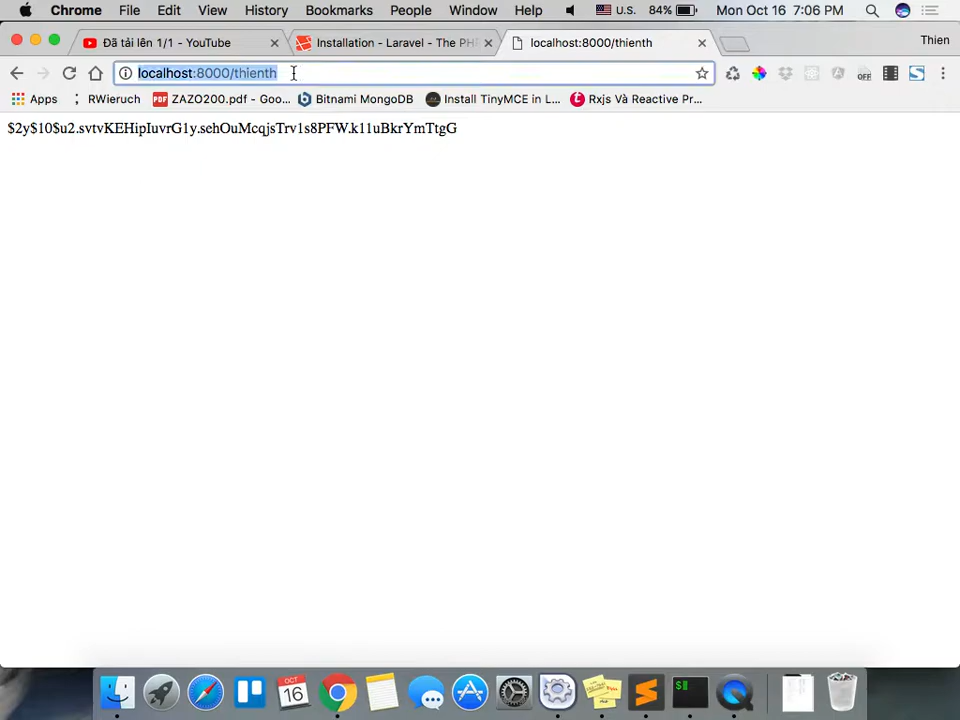 Chrome File Edit View History Bookmarks People Window Help U.S. 84% Mon Oct 16 7:06 PM
Đã tải lên 1/1 - YouTube
Installation - Laravel - The PH
localhost:8000/thienth
Thien
localhost:8000/thienth
OFF
Apps
RWieruch
PDF
ZAZO200.pdf - Goo...
Bitnami MongoDB
Install TinyMCE in L...
Rxjs Và Reactive Pr...
$2y$10$u2.svtvKEHipIuvrG1y.sehOuMcqjsTrv1s8PFW.k11uBkrYmTtgG
OCT
16